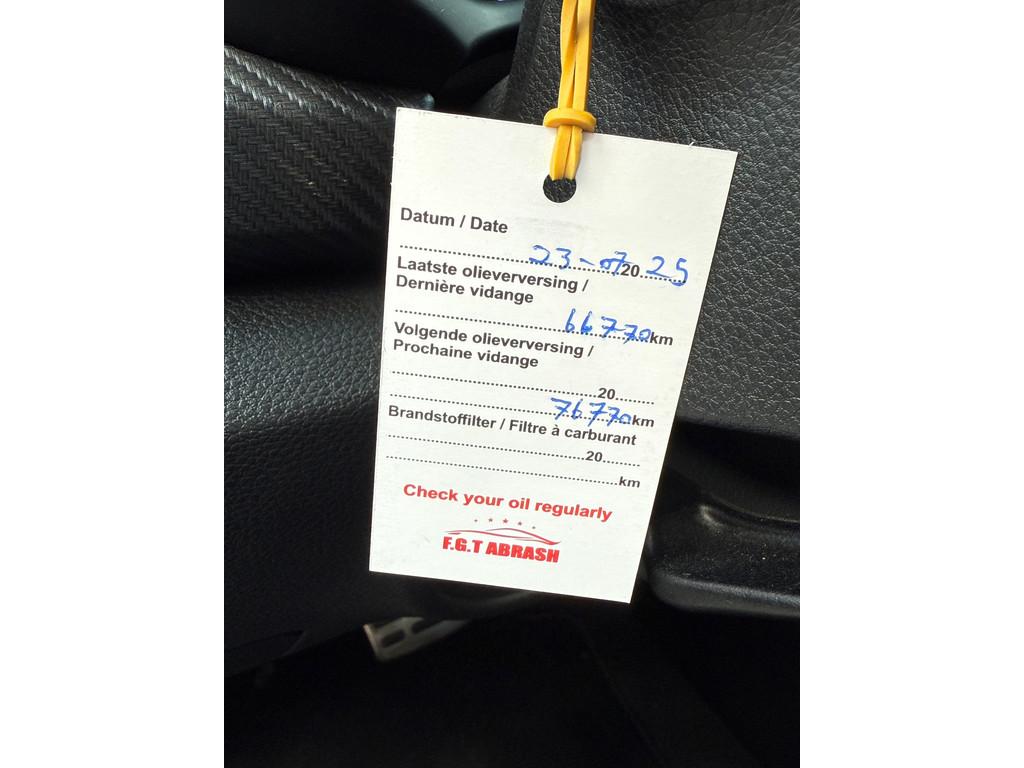 Datum / Date
23-07 20 25
Laatste olieverversing /
Dernière vidange
66770 km
Volgende olieverversing /
Prochaine vidange
20
76770 km
Brandstoffilter / Filtre à carburant
20
km
Check your oil regularly
F.G.T ABRASH